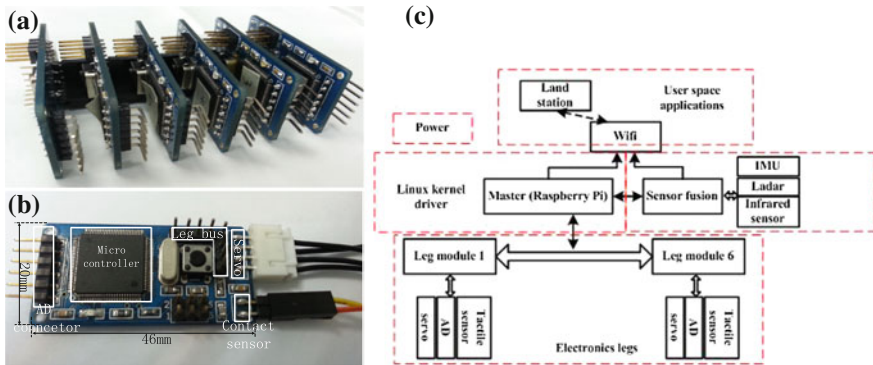 (a)
(b)
Leg bus
Micro
controller
Servo
20mm
AD
conncetor
46mm
Contact
sensor
(c)
Land
station
User space
applications
Power
Wifi
Linux kernel
driver
Master (Raspberry Pi)
Sensor fusion
IMU
Ladar
Infrared
sensor
Leg module 1
Leg module 6
servo
AD
Tactile
sensor
servo
AD
Tactile
sensor
Electronics legs